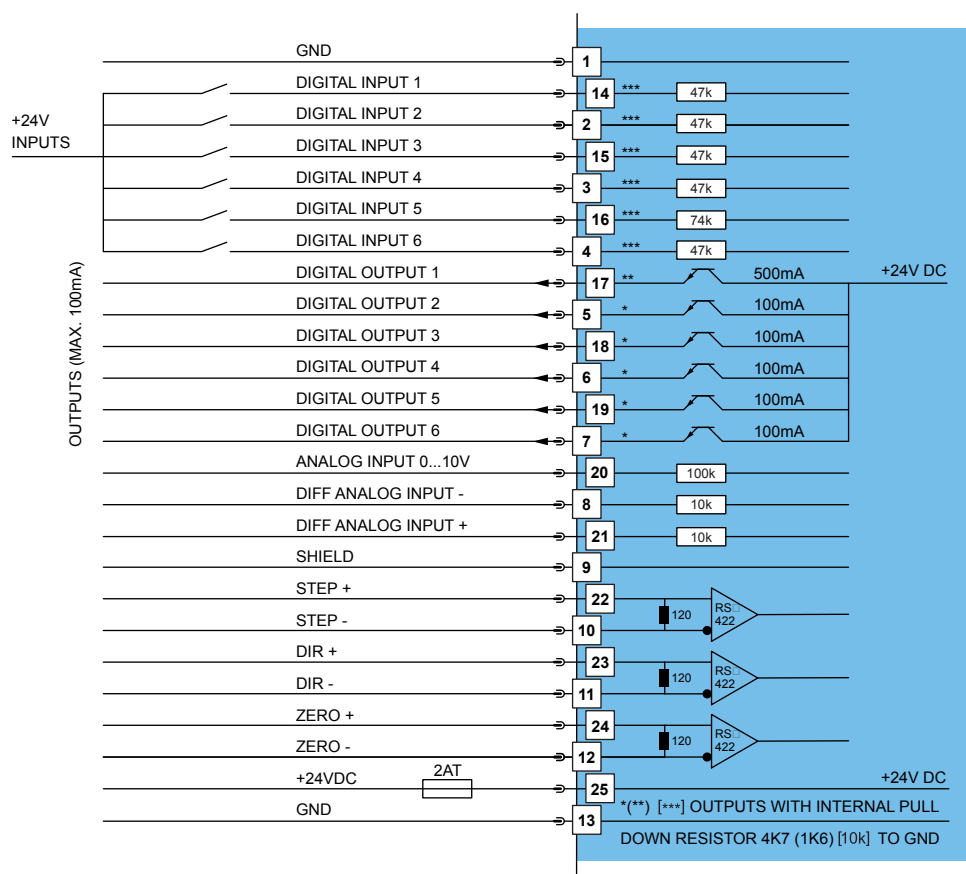 GND 1
DIGITAL INPUT 1 14 *** 47k
+24V
INPUTS
DIGITAL INPUT 2 2 *** 47k
DIGITAL INPUT 3 15 *** 47k
DIGITAL INPUT 4 3 *** 47k
DIGITAL INPUT 5 16 *** 74k
DIGITAL INPUT 6 4 *** 47k
OUTPUTS (MAX. 100mA)
DIGITAL OUTPUT 1 17 ** 500mA +24V DC
DIGITAL OUTPUT 2 5 * 100mA
DIGITAL OUTPUT 3 18 * 100mA
DIGITAL OUTPUT 4 6 * 100mA
DIGITAL OUTPUT 5 19 * 100mA
DIGITAL OUTPUT 6 7 * 100mA
ANALOG INPUT 0...10V 20 100k
DIFF ANALOG INPUT - 8 10k
DIFF ANALOG INPUT + 21 10k
SHIELD 9
STEP + 22
120 RS□
422
STEP - 10
DIR + 23
120 RS□
422
DIR - 11
ZERO + 24
120 RS□
422
ZERO - 12
+24VDC 2AT 25 +24V DC
*(**) [***] OUTPUTS WITH INTERNAL PULL
GND 13
DOWN RESISTOR 4K7 (1K6) [10k] TO GND